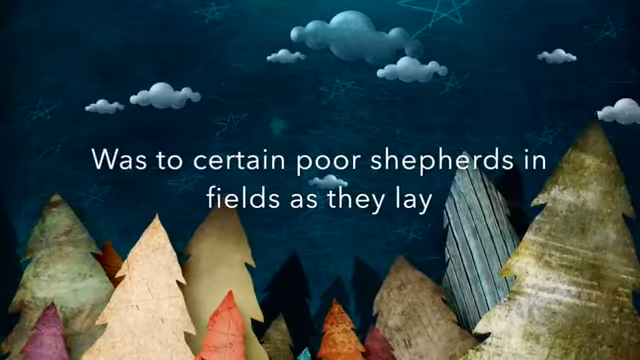 Was to certain poor shepherds in
fields as they lay